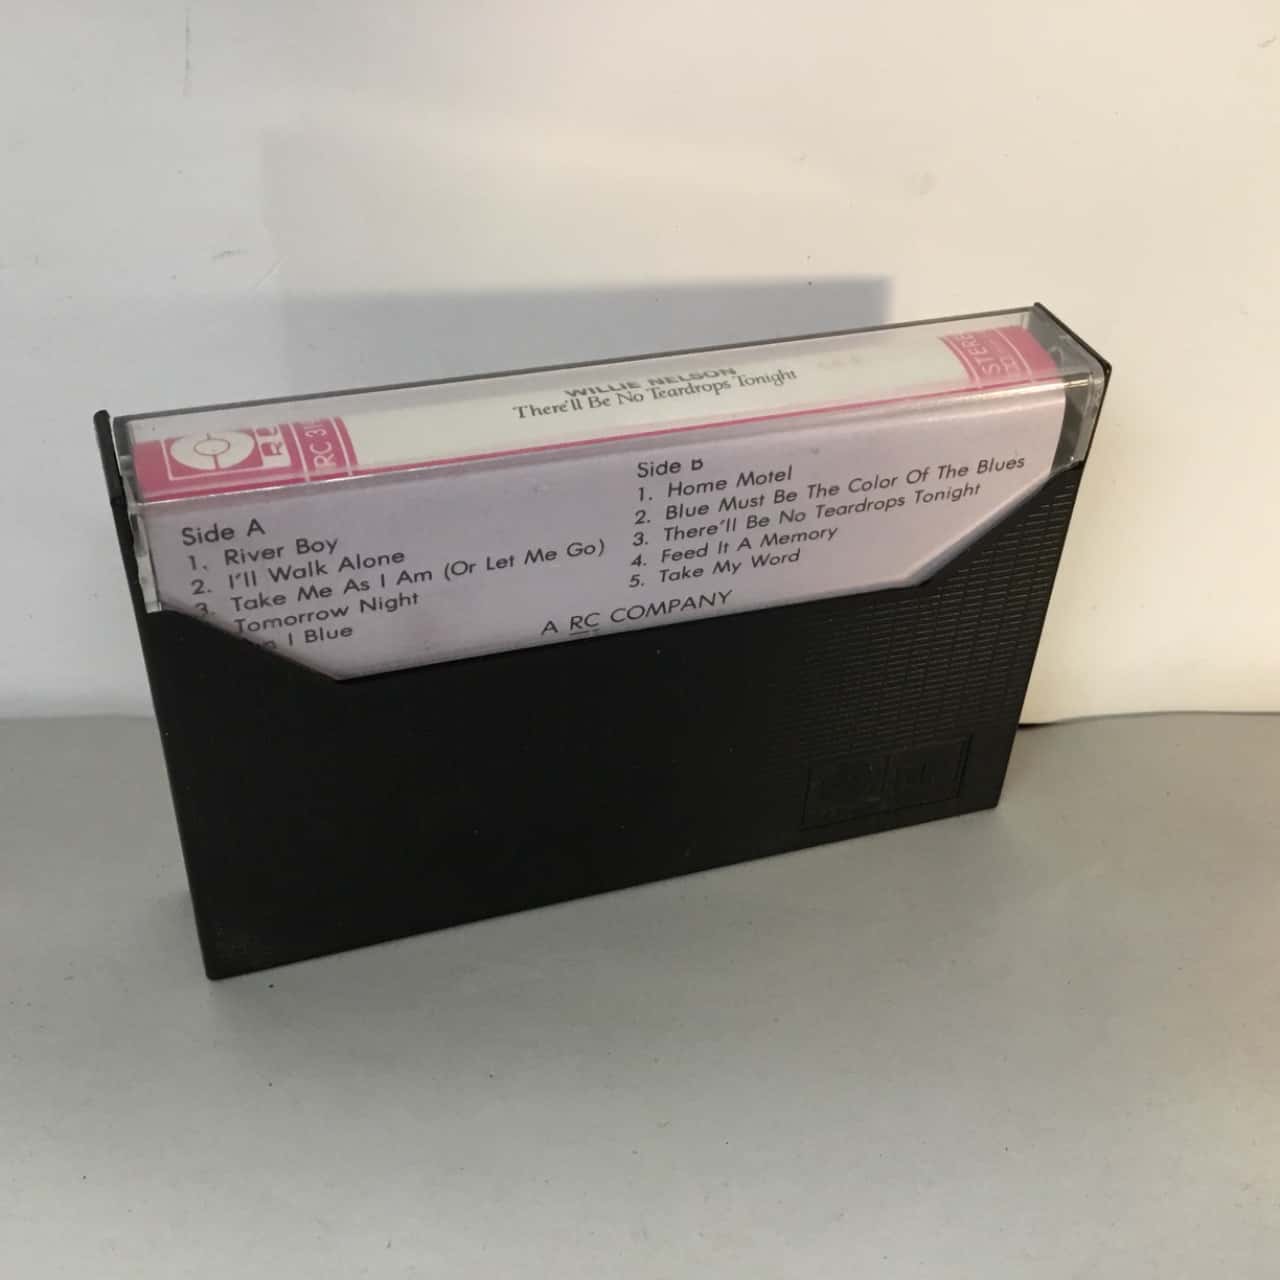 WILLIE NELSON
There'll Be No Teardrops Tonight
RC
Side A
1. River Boy
2. I'll Walk Alone
3. Take Me As I Am (Or Let Me Go)
Tomorrow Night
I Blue
Side B
1. Home Motel
2. Blue Must Be The Color Of The Blues
3. There'll Be No Teardrops Tonight
4. Feed It A Memory
5. Take My Word
A RC COMPANY